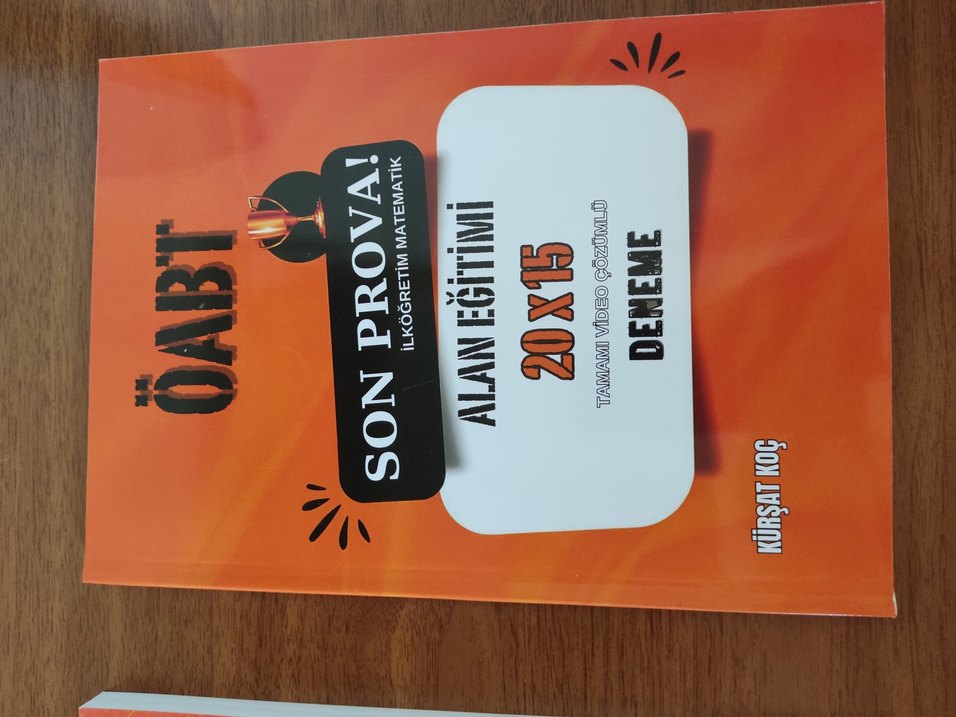 ÖABT
SON PROVA!
İLKÖĞRETİM MATEMATİK
ALAN EĞİTİMİ
20 x 15
TAMAMI VİDEO ÇÖZÜMLÜ
DENEME
KÜRŞAT KOÇ